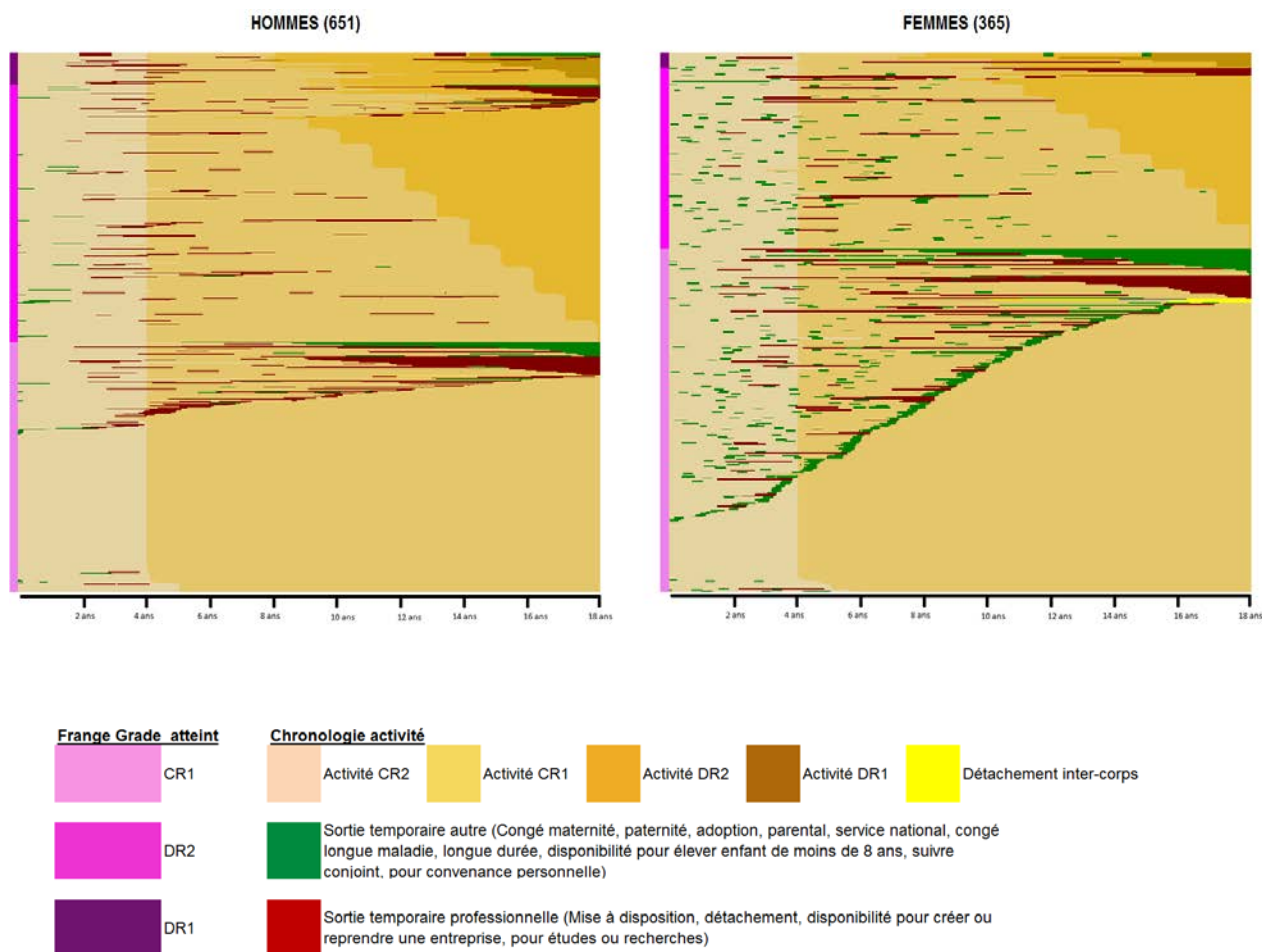 HOMMES (651)
FEMMES (365)
2 ans 4 ans 6 ans 8 ans 10 ans 12 ans 14 ans 16 ans 18 ans
2 ans 4 ans 6 ans 8 ans 10 ans 12 ans 14 ans 16 ans 18 ans
Frange Grade atteint
Chronologie activité
CR1
Activité CR2
Activité CR1
Activité DR2
Activité DR1
Détachement inter-corps
DR2
Sortie temporaire autre (Congé maternité, paternité, adoption, parental, service national, congé
longue maladie, longue durée, disponibilité pour élever enfant de moins de 8 ans, suivre
conjoint, pour convenance personnelle)
DR1
Sortie temporaire professionnelle (Mise à disposition, détachement, disponibilité pour créer ou
reprendre une entreprise, pour études ou recherches)